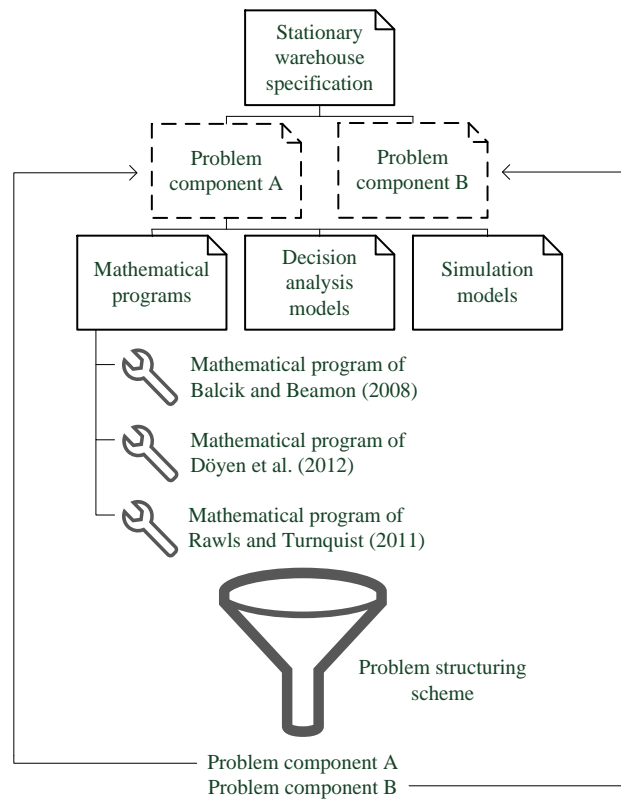 Stationary
warehouse
specification
Problem
component A
Problem
component B
Mathematical
programs
Decision
analysis
models
Simulation
models
Mathematical program of
Balcik and Beamon (2008)
Mathematical program of
Döyen et al. (2012)
Mathematical program of
Rawls and Turnquist (2011)
Problem structuring
scheme
Problem component A
Problem component B